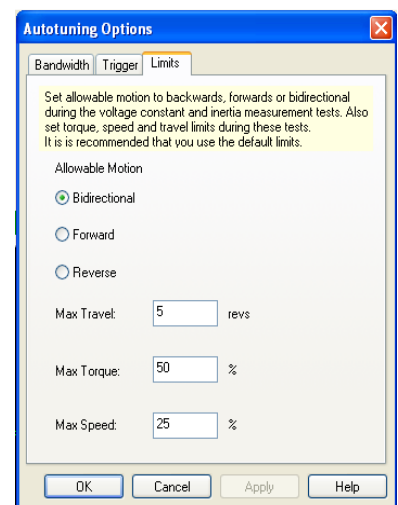 Autotuning Options
Bandwidth Trigger Limits
Set allowable motion to backwards, forwards or bidirectional
during the voltage constant and inertia measurement tests. Also
set torque, speed and travel limits during these tests.
It is is recommended that you use the default limits.
Allowable Motion
Bidirectional
Forward
Reverse
Max Travel: 5 revs
Max Torque: 50 %
Max Speed: 25 %
OK Cancel Apply Help